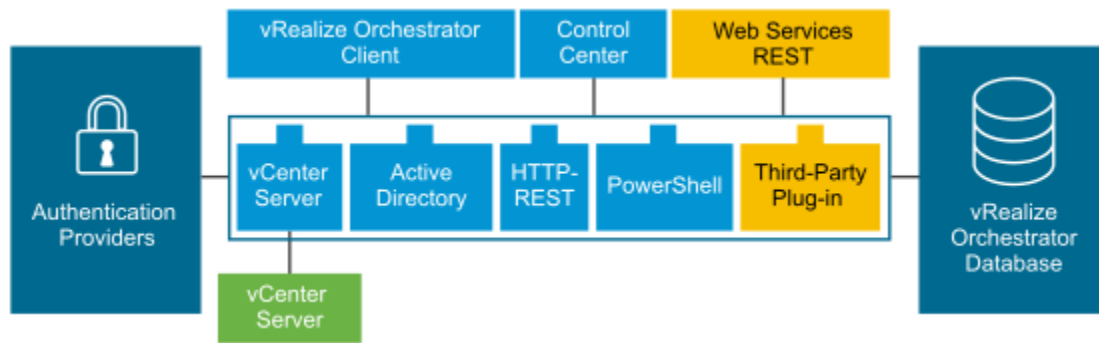 vRealize Orchestrator
Client
Control
Center
Web Services
REST
Authentication
Providers
vCenter
Server
Active
Directory
HTTP-
REST
PowerShell
Third-Party
Plug-in
vRealize
Orchestrator
Database
vCenter
Server